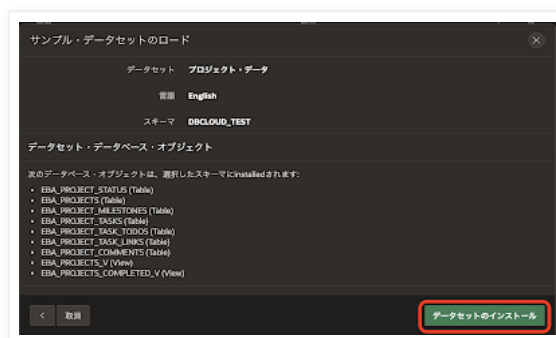 サンプル・データセットのロード
データセット プロジェクト・データ
言語 English
スキーマ DBCLOUD_TEST
データセット・データベース・オブジェクト
次のデータベース・オブジェクトは、選択したスキーマにinstalledされます:
• EBA_PROJECT_STATUS (Table)
• EBA_PROJECTS (Table)
• EBA_PROJECT_MILESTONES (Table)
• EBA_PROJECT_TASKS (Table)
• EBA_PROJECT_TASK_TODOS (Table)
• EBA_PROJECT_TASK_LINKS (Table)
• EBA_PROJECT_COMMENTS (Table)
• EBA_PROJECTS_V (View)
• EBA_PROJECTS_COMPLETED_V (View)
取消 データセットのインストール